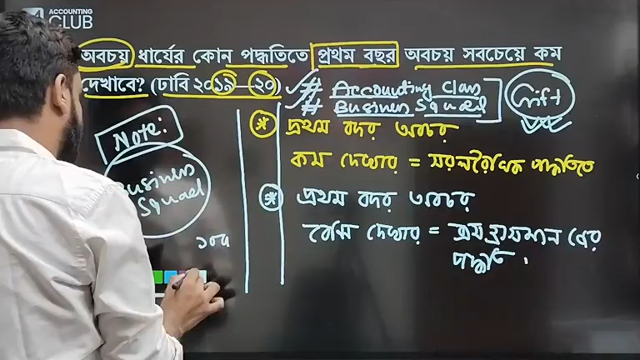 ACCOUNTING
CLUB
অবচয় ধার্যের কোন পদ্ধতিতে প্রথম বছর অবচয় সবচেয়ে কম
দেখাবে? (ঢাবি ২০১৯-২০)
# Accounting Class
# Business Squad
Gift
Note:
Business
Squad
* প্রথম বছর অবচয়
কম দেখায় = সরলরৈখিক পদ্ধতিতে
* প্রথম বছর অবচয়
বেশি দেখায় = ক্রমহ্রাসমান জের
পদ্ধতি